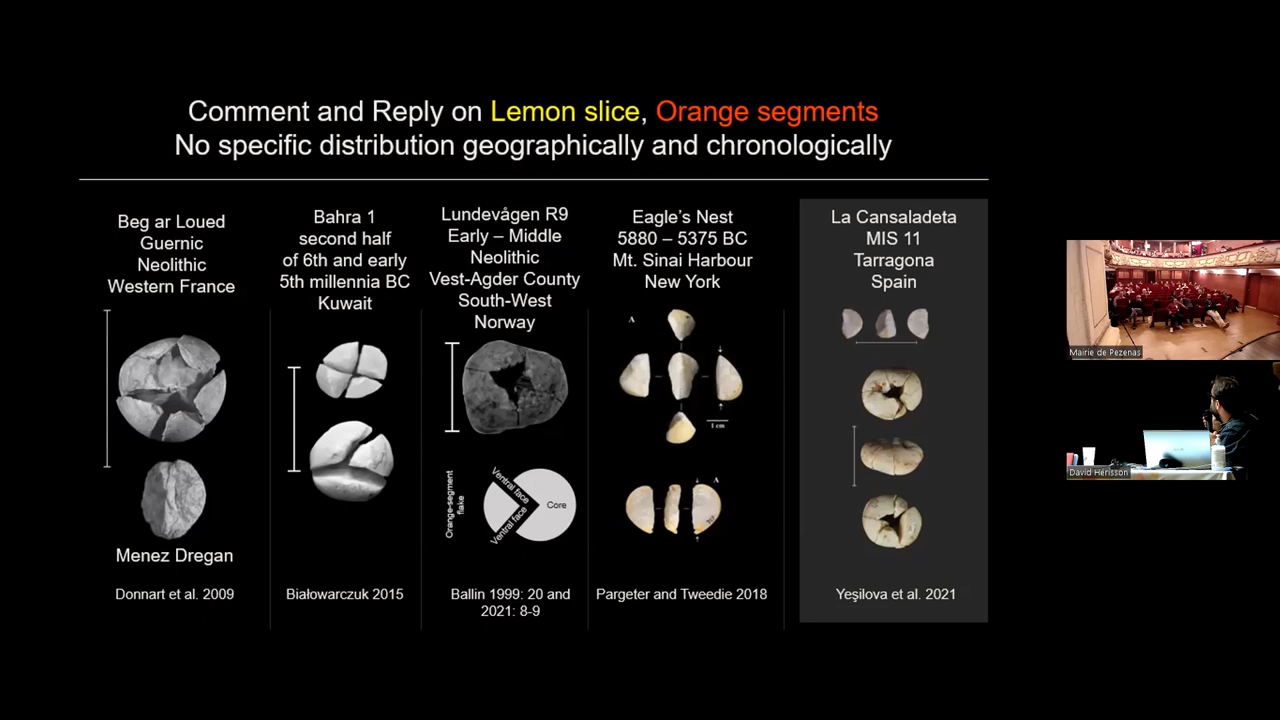 Comment and Reply on Lemon slice, Orange segments
No specific distribution geographically and chronologically
Beg ar Loued
Guernic
Neolithic
Western France
Menez Dregan
Donnart et al. 2009
Bahra 1
second half
of 6th and early
5th millennia BC
Kuwait
Białowarczuk 2015
Lundevågen R9
Early – Middle
Neolithic
Vest-Agder County
South-West
Norway
Orange-segment
flake
Ventral face
Ventral face
Core
Ballin 1999: 20 and
2021: 8-9
Eagle's Nest
5880 – 5375 BC
Mt. Sinai Harbour
New York
A
1 cm
A
Pargeter and Tweedie 2018
La Cansaladeta
MIS 11
Tarragona
Spain
Yeşilova et al. 2021
Mairie de Pezenas
David Hérisson